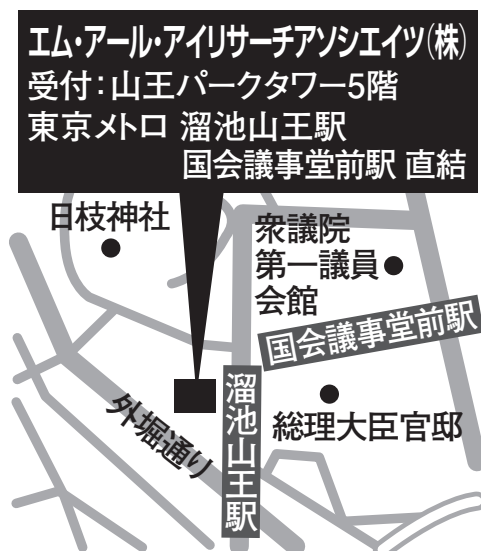 エム・アール・アイリサーチアソシエイツ㈱
受付：山王パークタワー5階
東京メトロ 溜池山王駅
国会議事堂前駅 直結
日枝神社
衆議院
第一議員
会館
国会議事堂前駅
溜池山王駅
総理大臣官邸
外堀通り